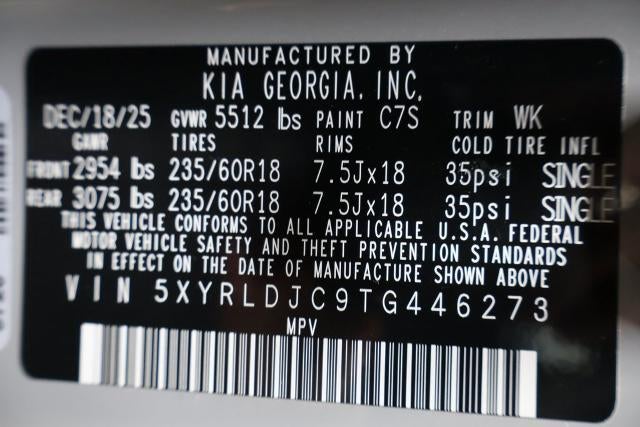 MANUFACTURED BY
KIA GEORGIA, INC.
DEC/18/25 GVWR 5512 lbs PAINT C7S TRIM WK
GAWR TIRES RIMS COLD TIRE INFL
FRONT 2954 lbs 235/60R18 7.5Jx18 35psi SINGLE
REAR 3075 lbs 235/60R18 7.5Jx18 35psi SINGLE
THIS VEHICLE CONFORMS TO ALL APPLICABLE U.S.A. FEDERAL
MOTOR VEHICLE SAFETY AND THEFT PREVENTION STANDARDS
IN EFFECT ON THE DATE OF MANUFACTURE SHOWN ABOVE
VIN 5XYRLDJC9TG446273
MPV